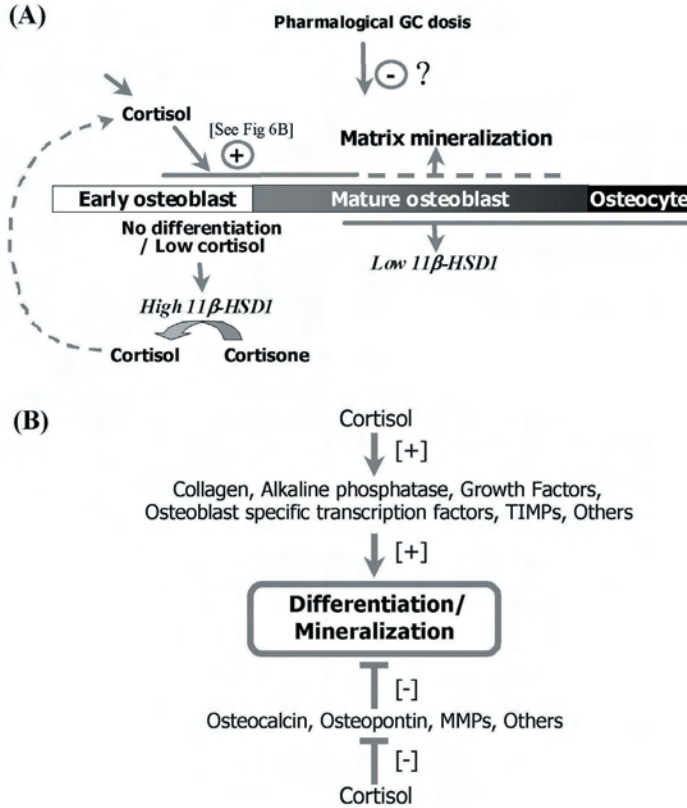 (A)
Pharmalogical GC dosis
- ?
Cortisol
[See Fig 6B]
+
Matrix mineralization
Early osteoblast Mature osteoblast Osteocyte
No differentiation
/ Low cortisol
Low 11β-HSD1
High 11β-HSD1
Cortisol Cortisone
(B)
Cortisol
[+]
Collagen, Alkaline phosphatase, Growth Factors,
Osteoblast specific transcription factors, TIMPs, Others
[+]
Differentiation/
Mineralization
[-]
Osteocalcin, Osteopontin, MMPs, Others
[-]
Cortisol